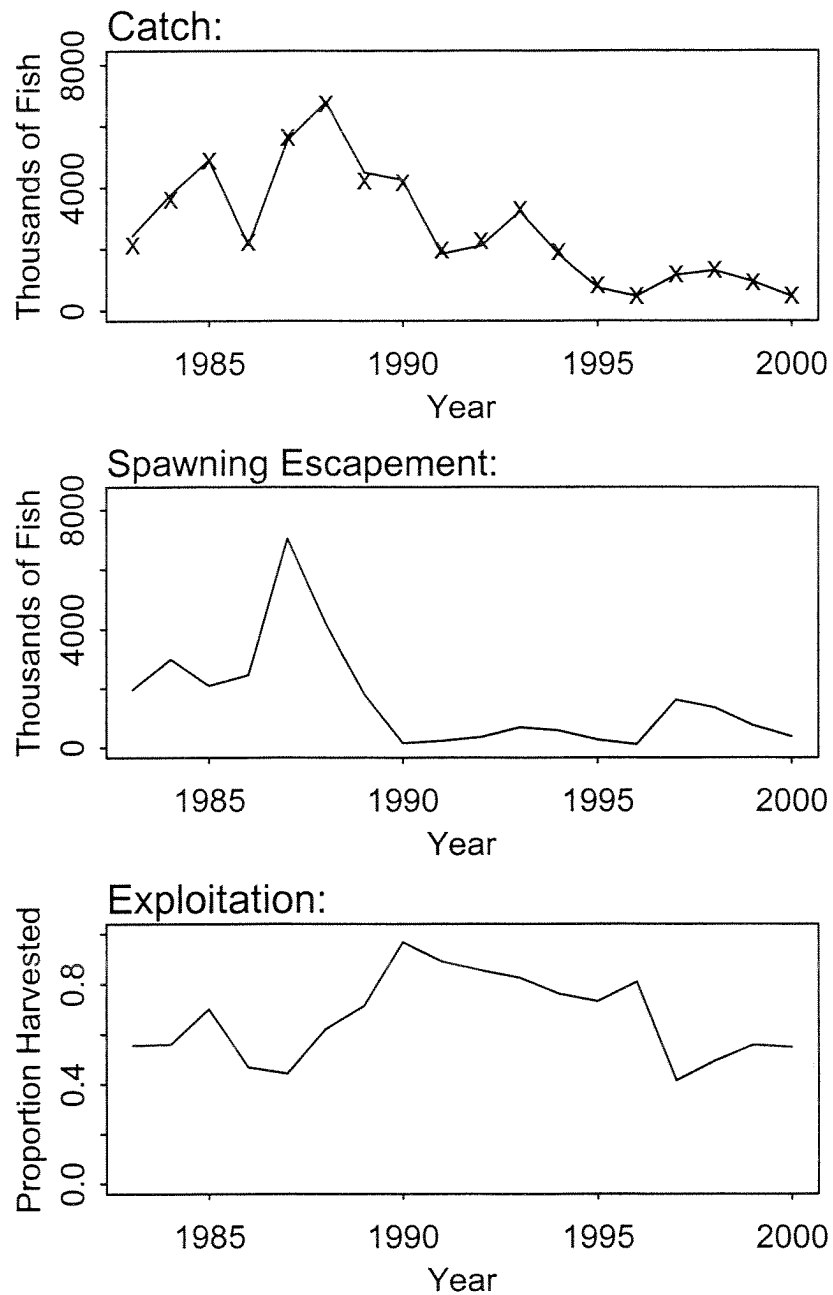 Catch:
Thousands of Fish
8000
4000
0
1985 1990 1995 2000
Year
Spawning Escapement:
Thousands of Fish
8000
4000
0
1985 1990 1995 2000
Year
Exploitation:
Proportion Harvested
0.8
0.4
0.0
1985 1990 1995 2000
Year